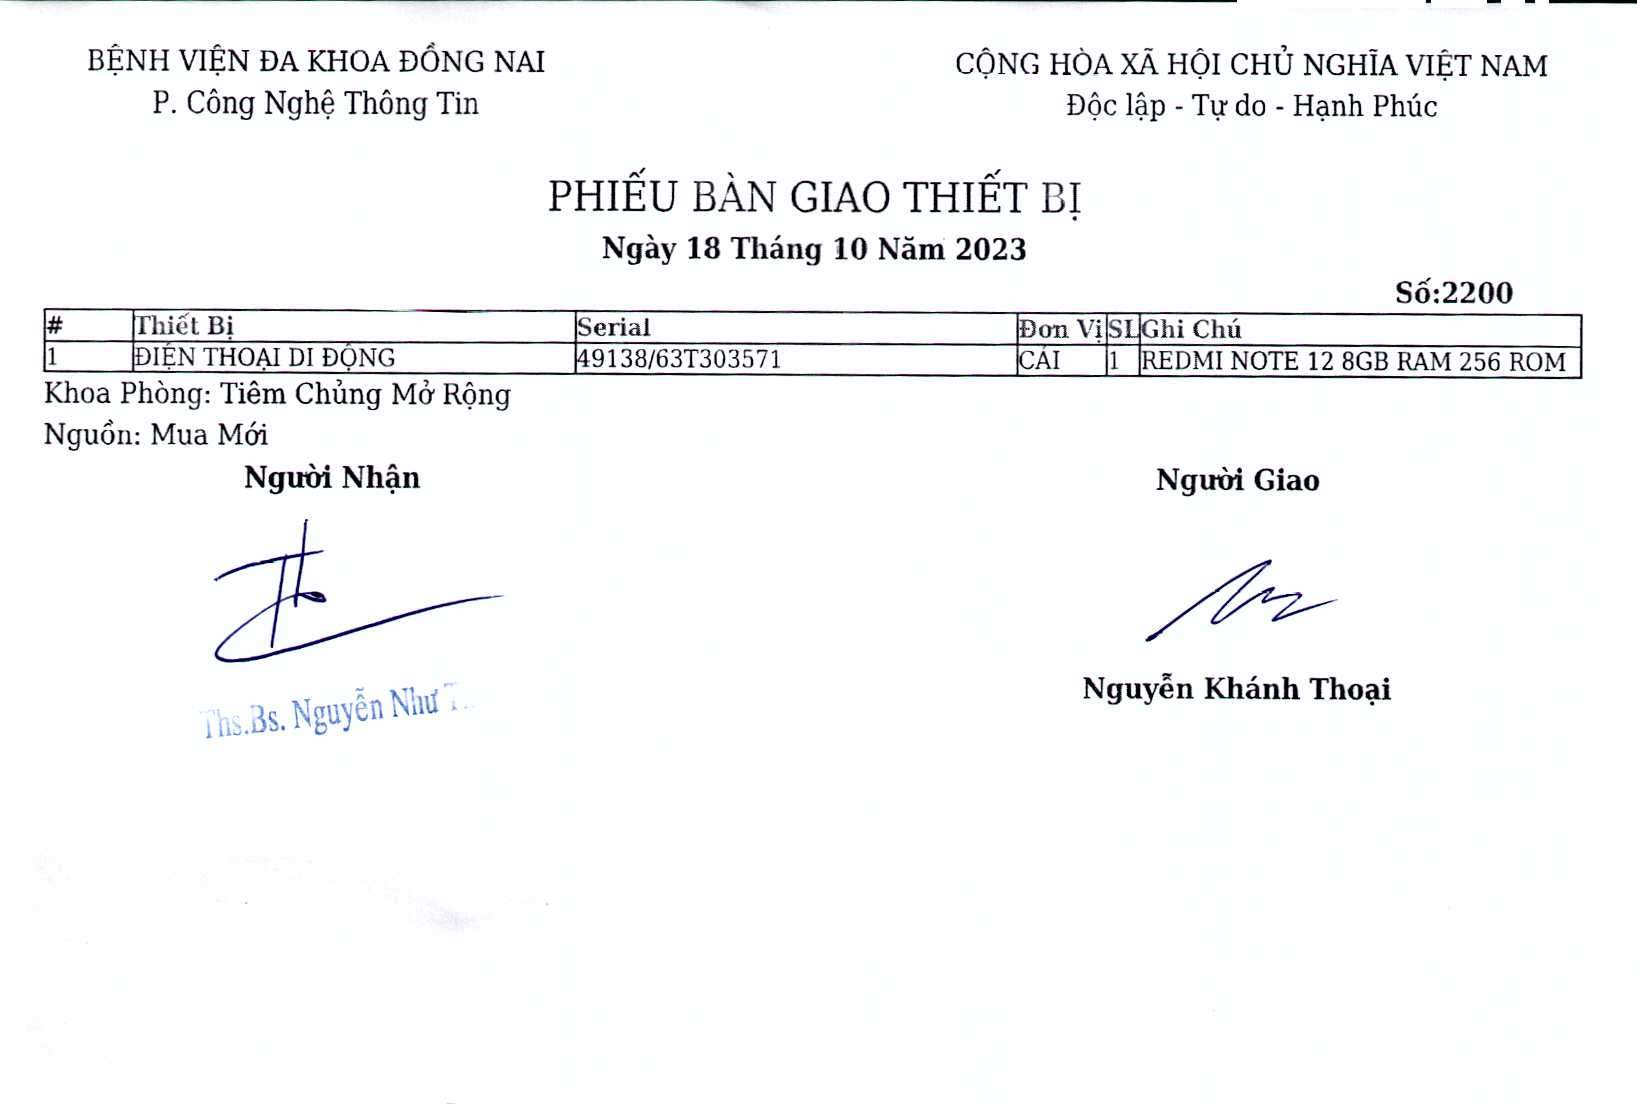 BỆNH VIỆN ĐA KHOA ĐỒNG NAI
P. Công Nghệ Thông Tin
CỘNG HÒA XÃ HỘI CHỦ NGHĨA VIỆT NAM
Độc lập - Tự do - Hạnh Phúc
PHIẾU BÀN GIAO THIẾT BỊ
Ngày 18 Tháng 10 Năm 2023
Số:2200
# Thiết Bị Serial Đơn Vị SL Ghi Chú
1 ĐIỆN THOẠI DI ĐỘNG 49138/63T303571 CÁI 1 REDMI NOTE 12 8GB RAM 256 ROM
Khoa Phòng: Tiêm Chủng Mở Rộng
Nguồn: Mua Mới
Người Nhận
Người Giao
Ths.Bs. Nguyễn Như
Nguyễn Khánh Thoại